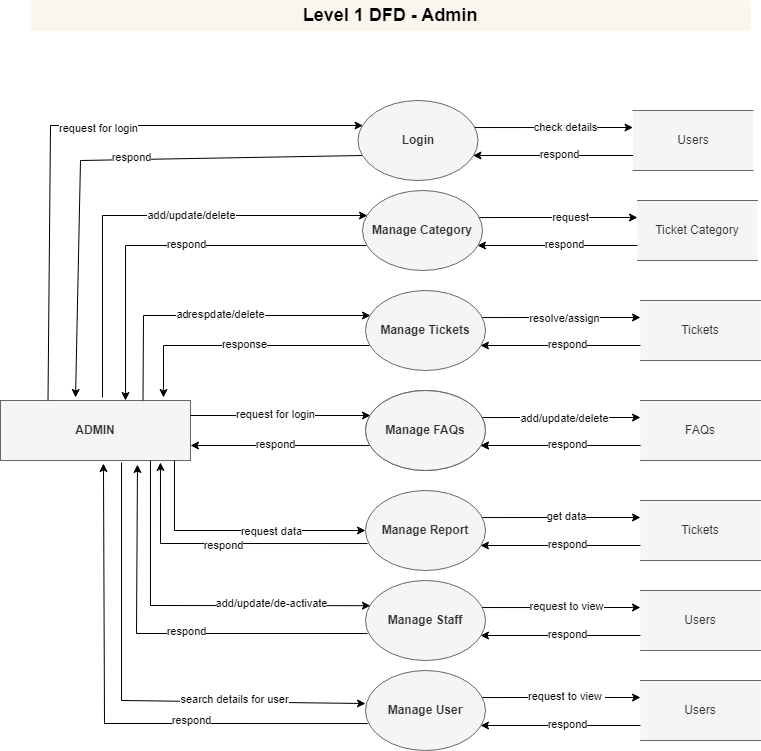 Level 1 DFD - Admin
request for login
Login
check details
Users
respond
respond
add/update/delete
Manage Category
request
Ticket Category
respond
respond
adrespdate/delete
Manage Tickets
resolve/assign
Tickets
response
respond
ADMIN
request for login
Manage FAQs
add/update/delete
FAQs
respond
respond
request data
Manage Report
get data
Tickets
respond
respond
add/update/de-activate
Manage Staff
request to view
Users
respond
respond
search details for user
Manage User
request to view
Users
respond
respond